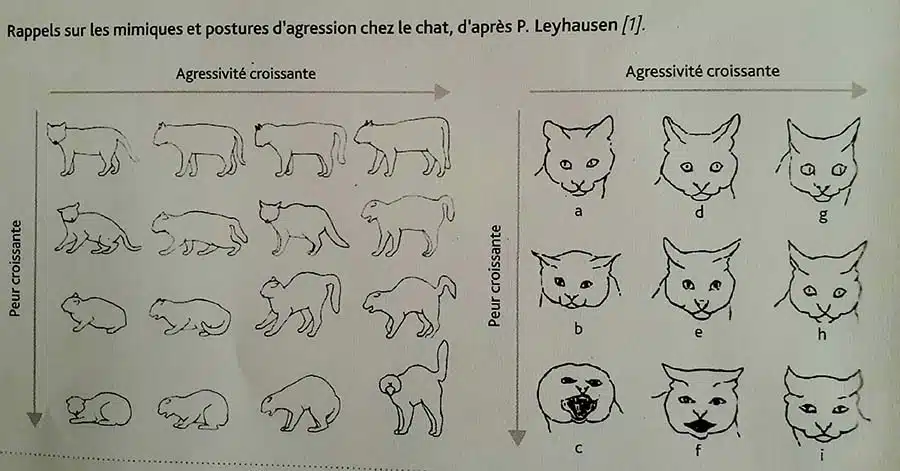 Rappels sur les mimiques et postures d'agression chez le chat, d'après P. Leyhausen [1].
Agressivité croissante
Peur croissante
Agressivité croissante
Peur croissante
a
d
g
b
e
h
c
f
i